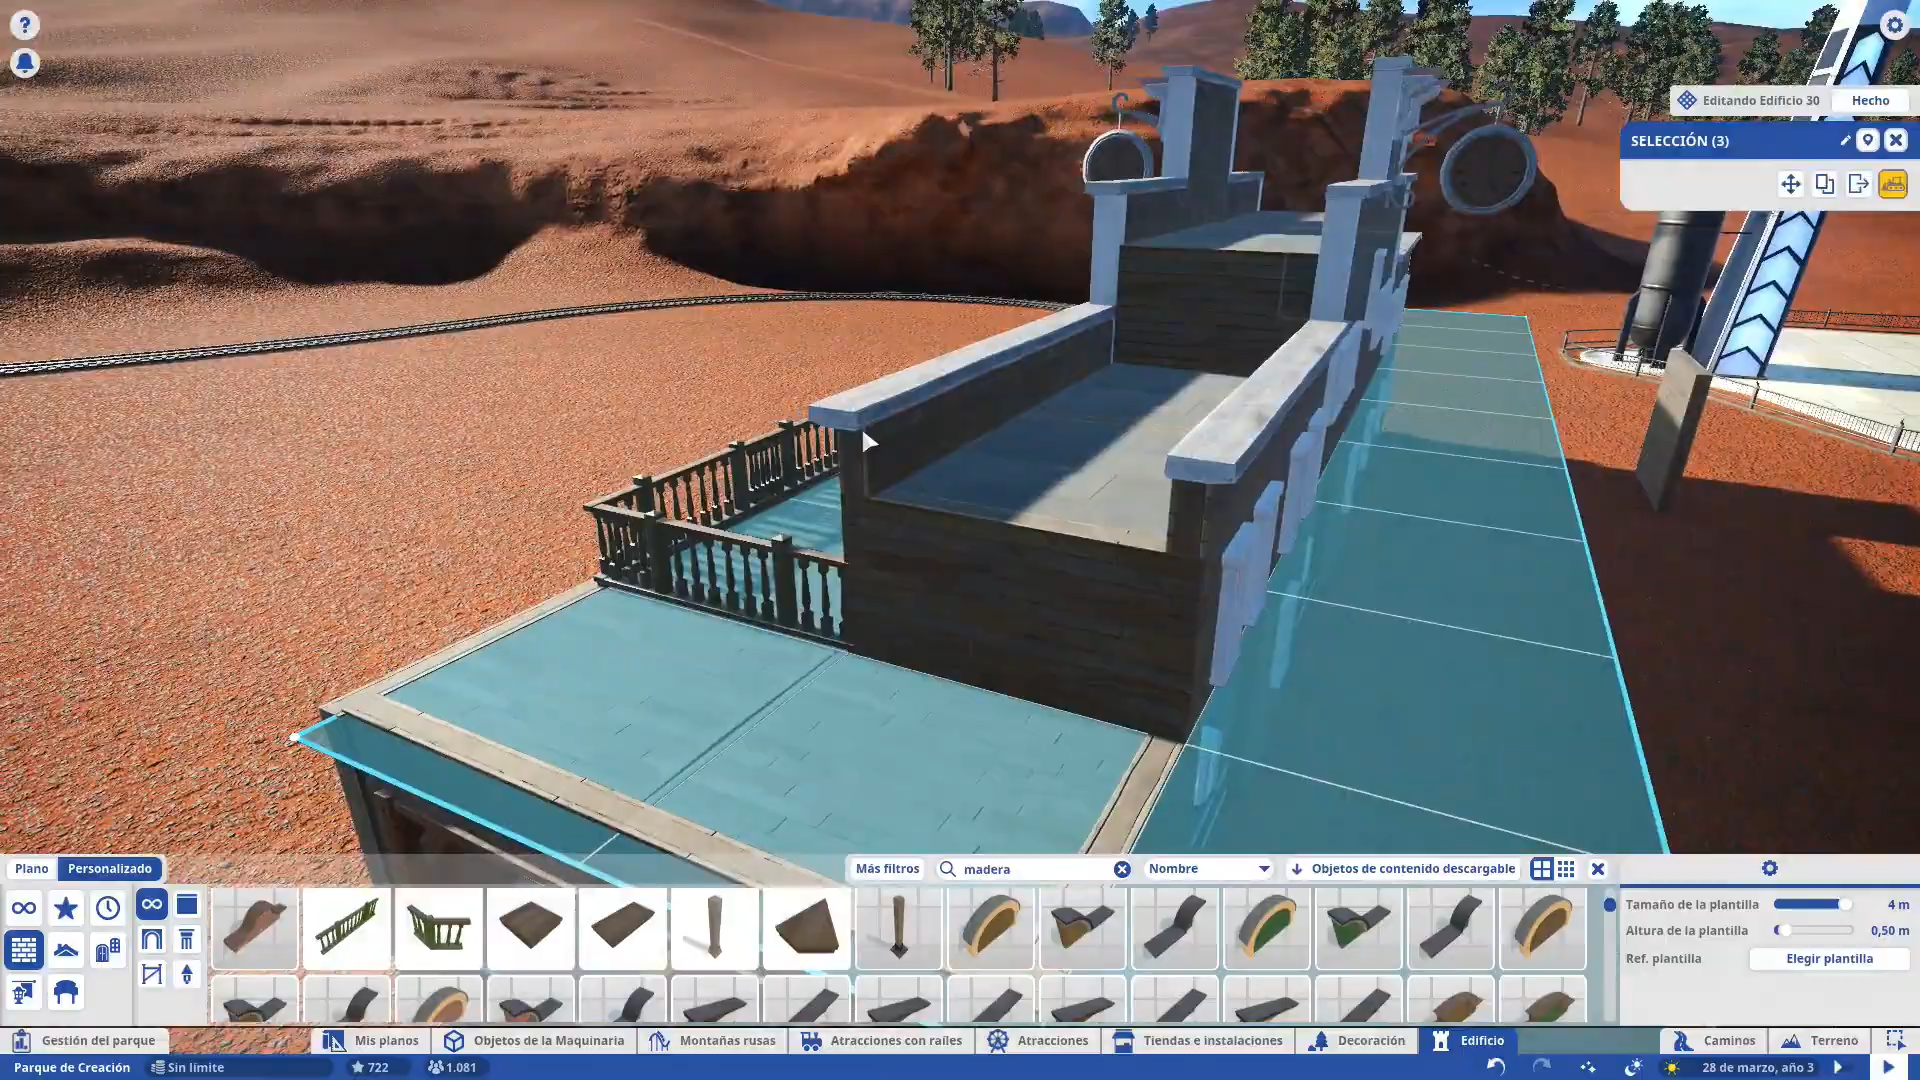 ?
Editando Edificio 30
Hecho
SELECCIÓN (3)
Plano
Personalizado
Más filtros
madera
Nombre
Objetos de contenido descargable
Tamaño de la plantilla
4 m
Altura de la plantilla
0,50 m
Ref. plantilla
Elegir plantilla
Gestión del parque
Mis planos
Objetos de la Maquinaria
Montañas rusas
Atracciones con raíles
Atracciones
Tiendas e instalaciones
Decoración
Edificio
Caminos
Terreno
Parque de Creación
Sin límite
722
1.081
28 de marzo, año 3